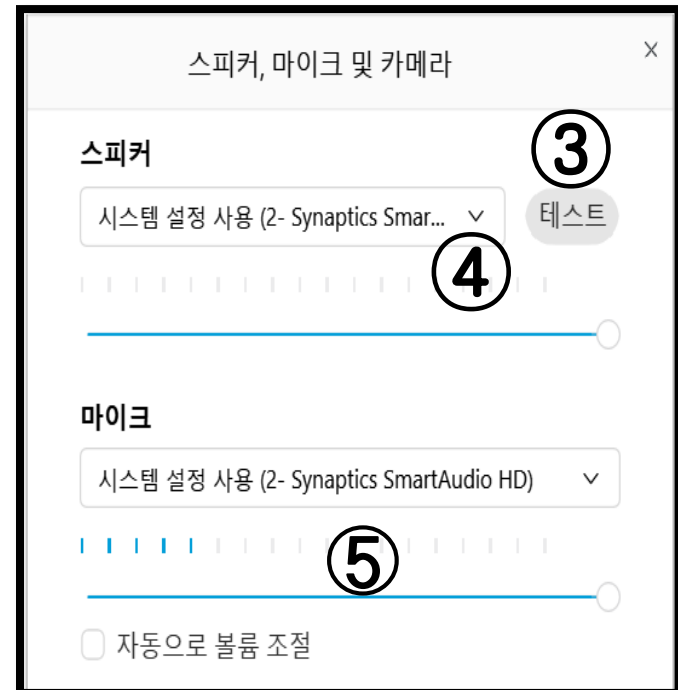 스피커, 마이크 및 카메라
스피커
③
시스템 설정 사용 (2- Synaptics Smar...
테스트
④
마이크
시스템 설정 사용 (2- Synaptics SmartAudio HD)
⑤
자동으로 볼륨 조절